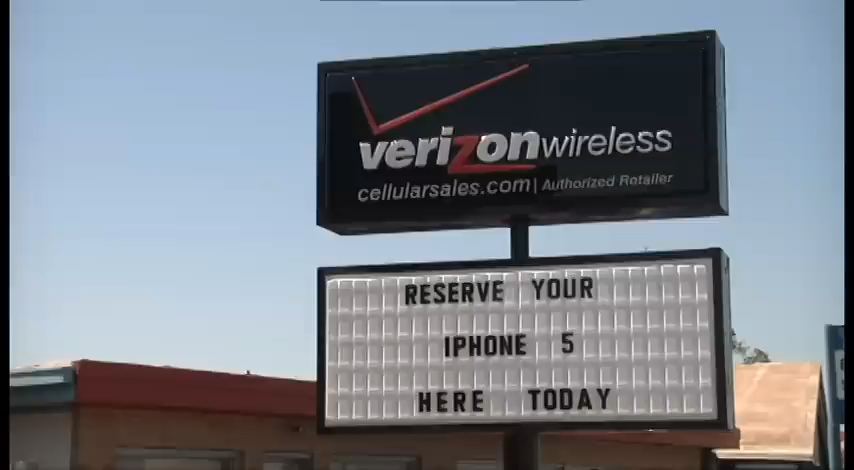 verizonwireless
cellularsales.com | Authorized Retailer
RESERVE YOUR
IPHONE 5
HERE TODAY